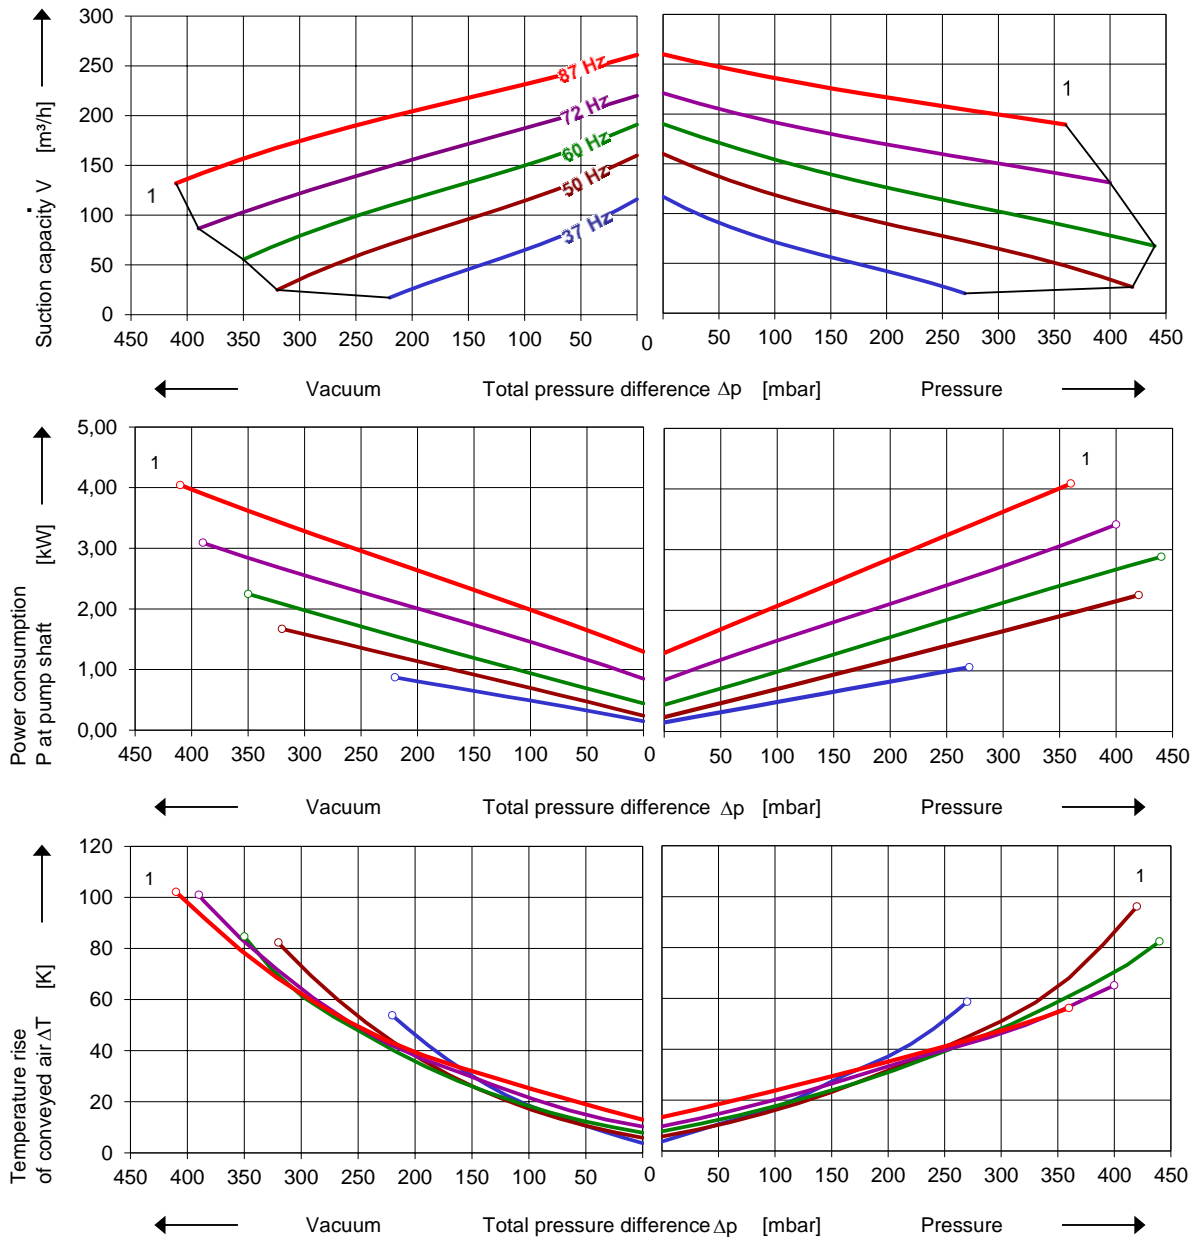 300
250
200
150
100
50
0
Suction capacity V̇ [m³/h]
87 Hz
72 Hz
60 Hz
50 Hz
37 Hz
1
1
450 400 350 300 250 200 150 100 50 0 50 100 150 200 250 300 350 400 450
Vacuum Total pressure difference Δp [mbar] Pressure
5,00
4,00
3,00
2,00
1,00
0,00
Power consumption
P at pump shaft [kW]
1
1
450 400 350 300 250 200 150 100 50 0 50 100 150 200 250 300 350 400 450
Vacuum Total pressure difference Δp [mbar] Pressure
120
100
80
60
40
20
0
Temperature rise
of conveyed air ΔT [K]
1
1
450 400 350 300 250 200 150 100 50 0 50 100 150 200 250 300 350 400 450
Vacuum Total pressure difference Δp [mbar] Pressure